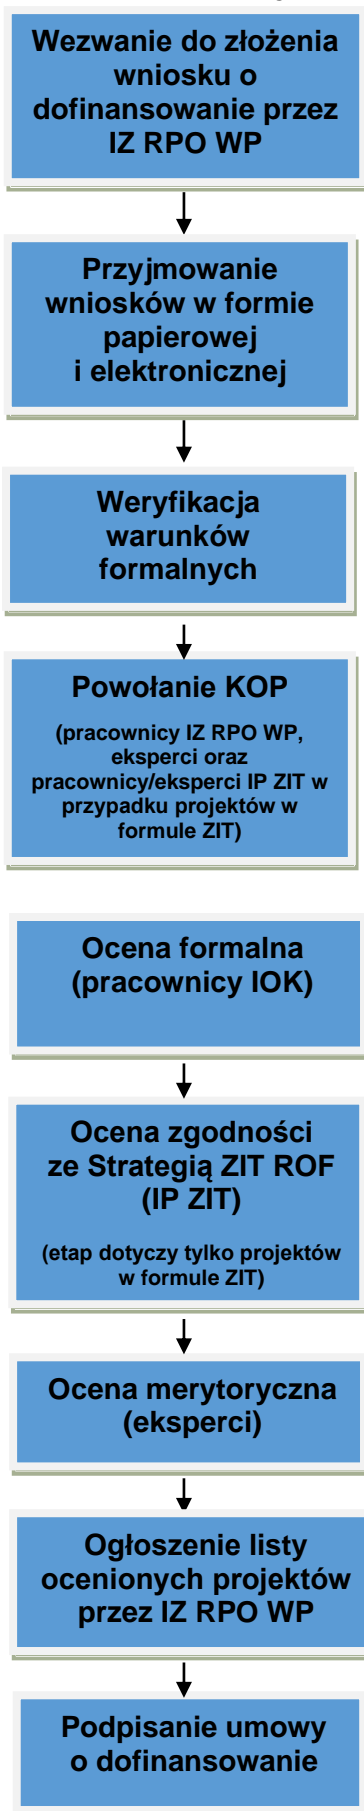 Wezwanie do złożenia
wniosku o
dofinansowanie przez
IZ RPO WP
Przyjmowanie
wniosków w formie
papierowej
i elektronicznej
Weryfikacja
warunków
formalnych
Powołanie KOP
(pracownicy IZ RPO WP,
eksperci oraz
pracownicy/eksperci IP ZIT w
przypadku projektów w
formule ZIT)
Ocena formalna
(pracownicy IOK)
Ocena zgodności
ze Strategią ZIT ROF
(IP ZIT)
(etap dotyczy tylko projektów
w formule ZIT)
Ocena merytoryczna
(eksperci)
Ogłoszenie listy
ocenionych projektów
przez IZ RPO WP
Podpisanie umowy
o dofinansowanie